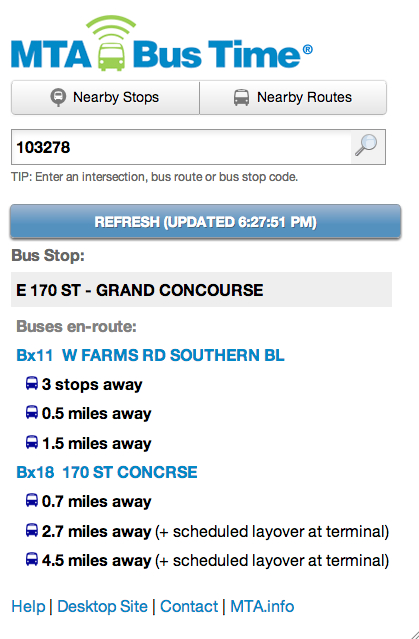 MTA Bus Time®
Nearby Stops Nearby Routes
103278
TIP: Enter an intersection, bus route or bus stop code.
REFRESH (UPDATED 6:27:51 PM)
Bus Stop:
E 170 ST - GRAND CONCOURSE
Buses en-route:
Bx11 W FARMS RD SOUTHERN BL
3 stops away
0.5 miles away
1.5 miles away
Bx18 170 ST CONCRSE
0.7 miles away
2.7 miles away (+ scheduled layover at terminal)
4.5 miles away (+ scheduled layover at terminal)
Help | Desktop Site | Contact | MTA.info